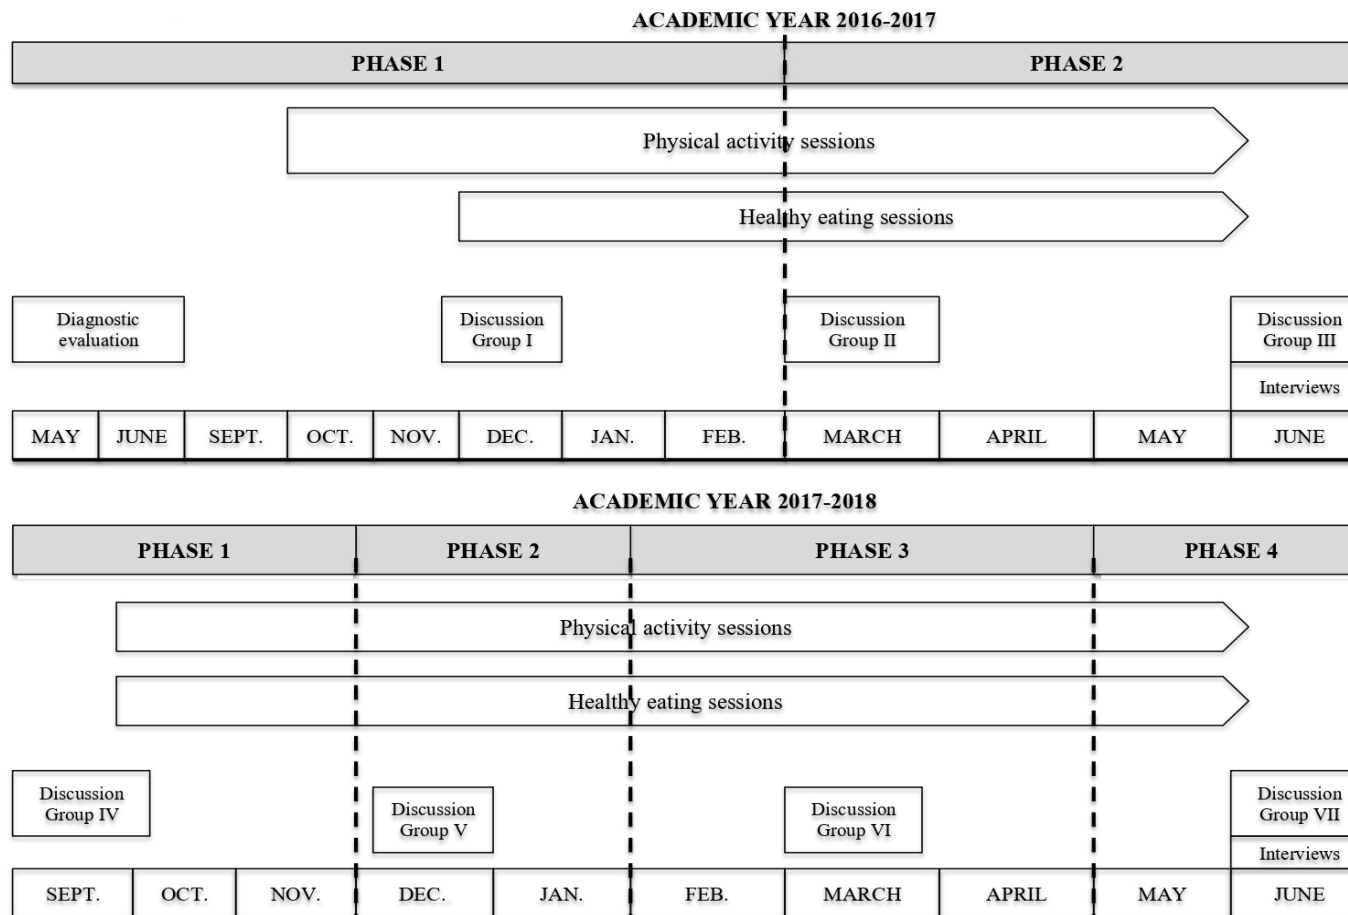 ACADEMIC YEAR 2016-2017
PHASE 1
PHASE 2
Physical activity sessions
Healthy eating sessions
Diagnostic
evaluation
Discussion
Group I
Discussion
Group II
Discussion
Group III
Interviews
MAY
JUNE
SEPT.
OCT.
NOV.
DEC.
JAN.
FEB.
MARCH
APRIL
MAY
JUNE
ACADEMIC YEAR 2017-2018
PHASE 1
PHASE 2
PHASE 3
PHASE 4
Physical activity sessions
Healthy eating sessions
Discussion
Group IV
Discussion
Group V
Discussion
Group VI
Discussion
Group VII
Interviews
SEPT.
OCT.
NOV.
DEC.
JAN.
FEB.
MARCH
APRIL
MAY
JUNE